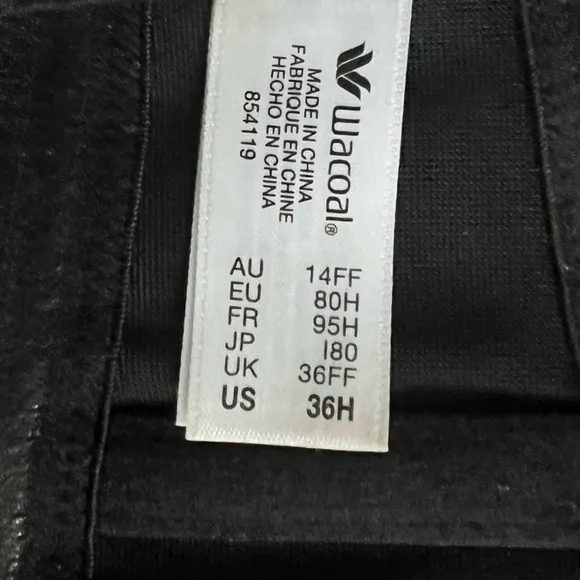 wacoal®
MADE IN CHINA
FABRIQUE EN CHINE
HECHO EN CHINA
854119
AU 14FF
EU 80H
FR 95H
JP I80
UK 36FF
US 36H